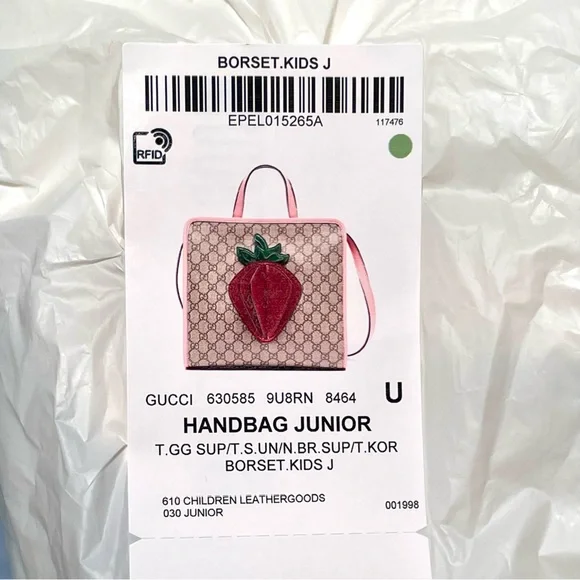 BORSET.KIDS J
EPEL015265A
117476
RFID
GUCCI 630585 9U8RN 8464 U
HANDBAG JUNIOR
T.GG SUP/T.S.UN/N.BR.SUP/T.KOR
BORSET.KIDS J
610 CHILDREN LEATHERGOODS
030 JUNIOR
001998